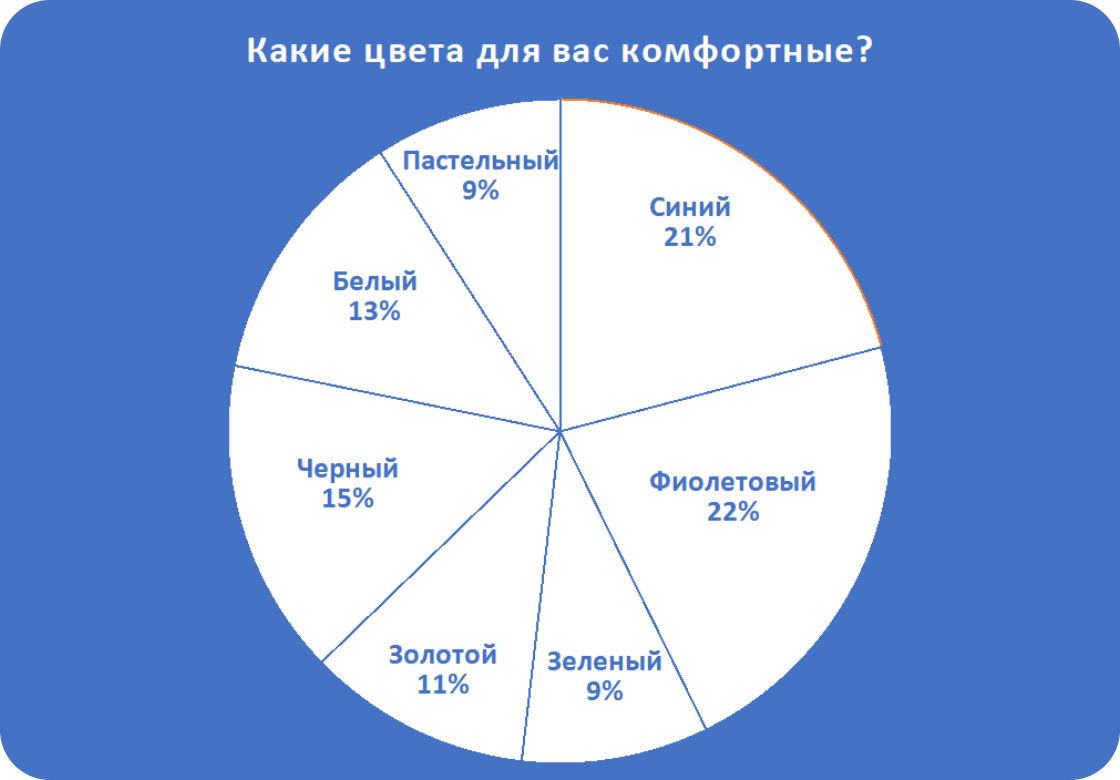 Какие цвета для вас комфортные?
Пастельный
9%
Синий
21%
Белый
13%
Черный
15%
Фиолетовый
22%
Золотой
11%
Зеленый
9%